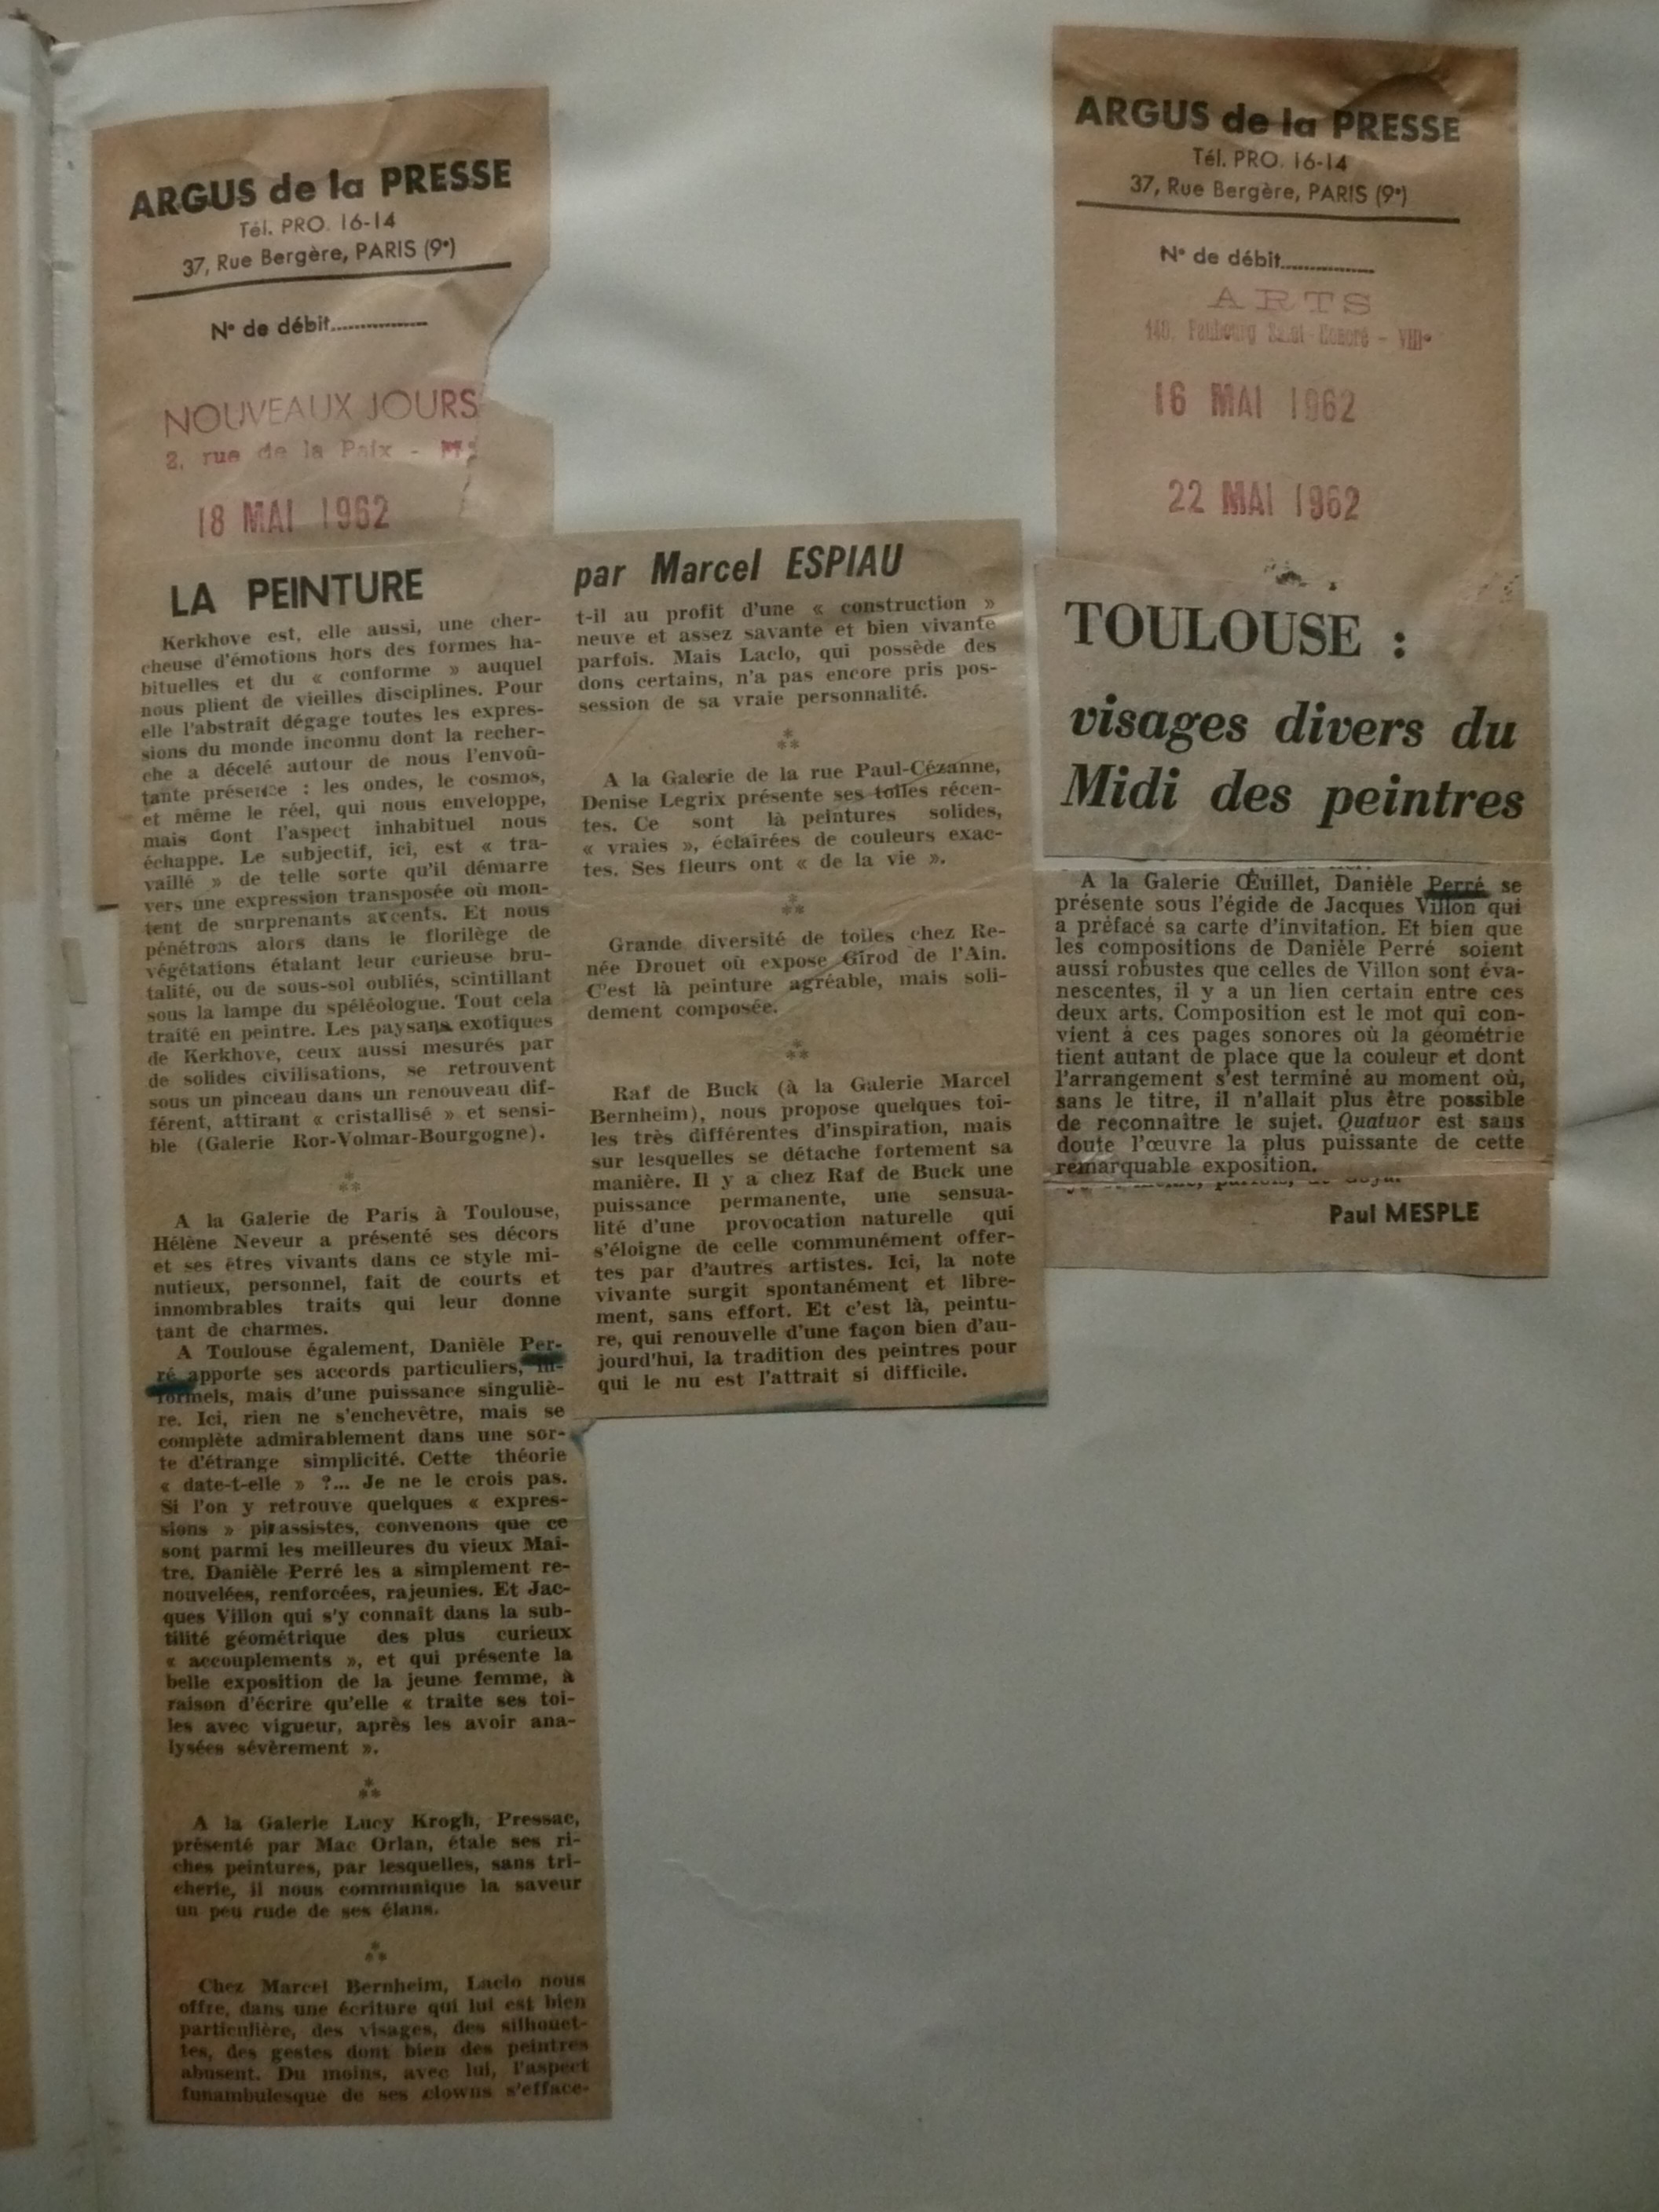 ARGUS de la PRESSE
Tél. PRO. 16-14
37, Rue Bergère, PARIS (9e)
N° de débit...............
NOUVEAUX JOURS
2, rue de la Paix -
18 MAI 1962
LA PEINTURE
Kerkhove est, elle aussi, une cher-
cheuse d'émotions hors des formes ha-
bituelles et du « conforme » auquel
nous plient de vieilles disciplines. Pour
elle l'abstrait dégage toutes les expres-
sions du monde inconnu dont la recher-
che a décelé autour de nous l'envoû-
tante présence : les ondes, le cosmos,
et même le réel, qui nous enveloppe,
mais dont l'aspect inhabituel nous
échappe. Le subjectif, ici, est « tra-
vaillé » de telle sorte qu'il démarre
vers une expression transposée où mon-
tent de surprenants accents. Et nous
pénétrons alors dans le florilège de
végétations étalant leur curieuse bru-
talité, ou de sous-sol oubliés, scintillant
sous la lampe du spéléologue. Tout cela
traité en peintre. Les paysans exotiques
de Kerkhove, ceux aussi mesurés par
de solides civilisations, se retrouvent
sous un pinceau dans un renouveau dif-
férent, attirant « cristallisé » et sensi-
ble (Galerie Ror-Volmar-Bourgogne).
***
A la Galerie de Paris à Toulouse,
Hélène Neveur a présenté ses décors
et ses êtres vivants dans ce style mi-
nutieux, personnel, fait de courts et
innombrables traits qui leur donne
tant de charmes.
A Toulouse également, Danièle Per-
ré apporte ses accords particuliers, in-
formels, mais d'une puissance singuliè-
re. Ici, rien ne s'enchevêtre, mais se
complète admirablement dans une sor-
te d'étrange simplicité. Cette théorie
« date-t-elle » ?... Je ne le crois pas.
Si l'on y retrouve quelques « expres-
sions » pirassistes, convenons que ce
sont parmi les meilleures du vieux Maî-
tre. Danièle Perré les a simplement re-
nouvelées, renforcées, rajeunies. Et Jac-
ques Villon qui s'y connaît dans la sub-
tilité géométrique des plus curieux
« accouplements », et qui présente la
belle exposition de la jeune femme, à
raison d'écrire qu'elle « traite ses toi-
les avec vigueur, après les avoir ana-
lysées sévèrement ».
***
A la Galerie Lucy Krogh, Pressac,
présenté par Mac Orlan, étale ses ri-
ches peintures, par lesquelles, sans tri-
cherie, il nous communique la saveur
un peu rude de ses élans.
***
Chez Marcel Bernheim, Laclo nous
offre, dans une écriture qui lui est bien
particulière, des visages, des silhouet-
tes, des gestes dont bien des peintres
abusent. Du moins, avec lui, l'aspect
funambulesque de ses clowns s'efface-
par Marcel ESPIAU
t-il au profit d'une « construction »
neuve et assez savante et bien vivante
parfois. Mais Laclo, qui possède des
dons certains, n'a pas encore pris pos-
session de sa vraie personnalité.
***
A la Galerie de la rue Paul-Cézanne,
Denise Legrix présente ses toiles récen-
tes. Ce sont là peintures solides,
« vraies », éclairées de couleurs exac-
tes. Ses fleurs ont « de la vie ».
***
Grande diversité de toiles chez Re-
née Drouet où expose Girod de l'Ain.
C'est là peinture agréable, mais soli-
dement composée.
***
Raf de Buck (à la Galerie Marcel
Bernheim), nous propose quelques toi-
les très différentes d'inspiration, mais
sur lesquelles se détache fortement sa
manière. Il y a chez Raf de Buck une
puissance permanente, une sensua-
lité d'une provocation naturelle qui
s'éloigne de celle communément offer-
tes par d'autres artistes. Ici, la note
vivante surgit spontanément et libre-
ment, sans effort. Et c'est là, peintu-
re, qui renouvelle d'une façon bien d'au-
jourd'hui, la tradition des peintres pour
qui le nu est l'attrait si difficile.
ARGUS de la PRESSE
Tél. PRO. 16-14
37, Rue Bergère, PARIS (9e)
N° de débit...............
ARTS
140, Faubourg Saint-Honoré - VIIIe
16 MAI 1962
22 MAI 1962
TOULOUSE :
visages divers du
Midi des peintres
A la Galerie Œuillet, Danièle Perré se
présente sous l'égide de Jacques Villon qui
a préfacé sa carte d'invitation. Et bien que
les compositions de Danièle Perré soient
aussi robustes que celles de Villon sont éva-
nescentes, il y a un lien certain entre ces
deux arts. Composition est le mot qui con-
vient à ces pages sonores où la géométrie
tient autant de place que la couleur et dont
l'arrangement s'est terminé au moment où,
sans le titre, il n'allait plus être possible
de reconnaître le sujet. Quatuor est sans
doute l'œuvre la plus puissante de cette
remarquable exposition.
Paul MESPLE